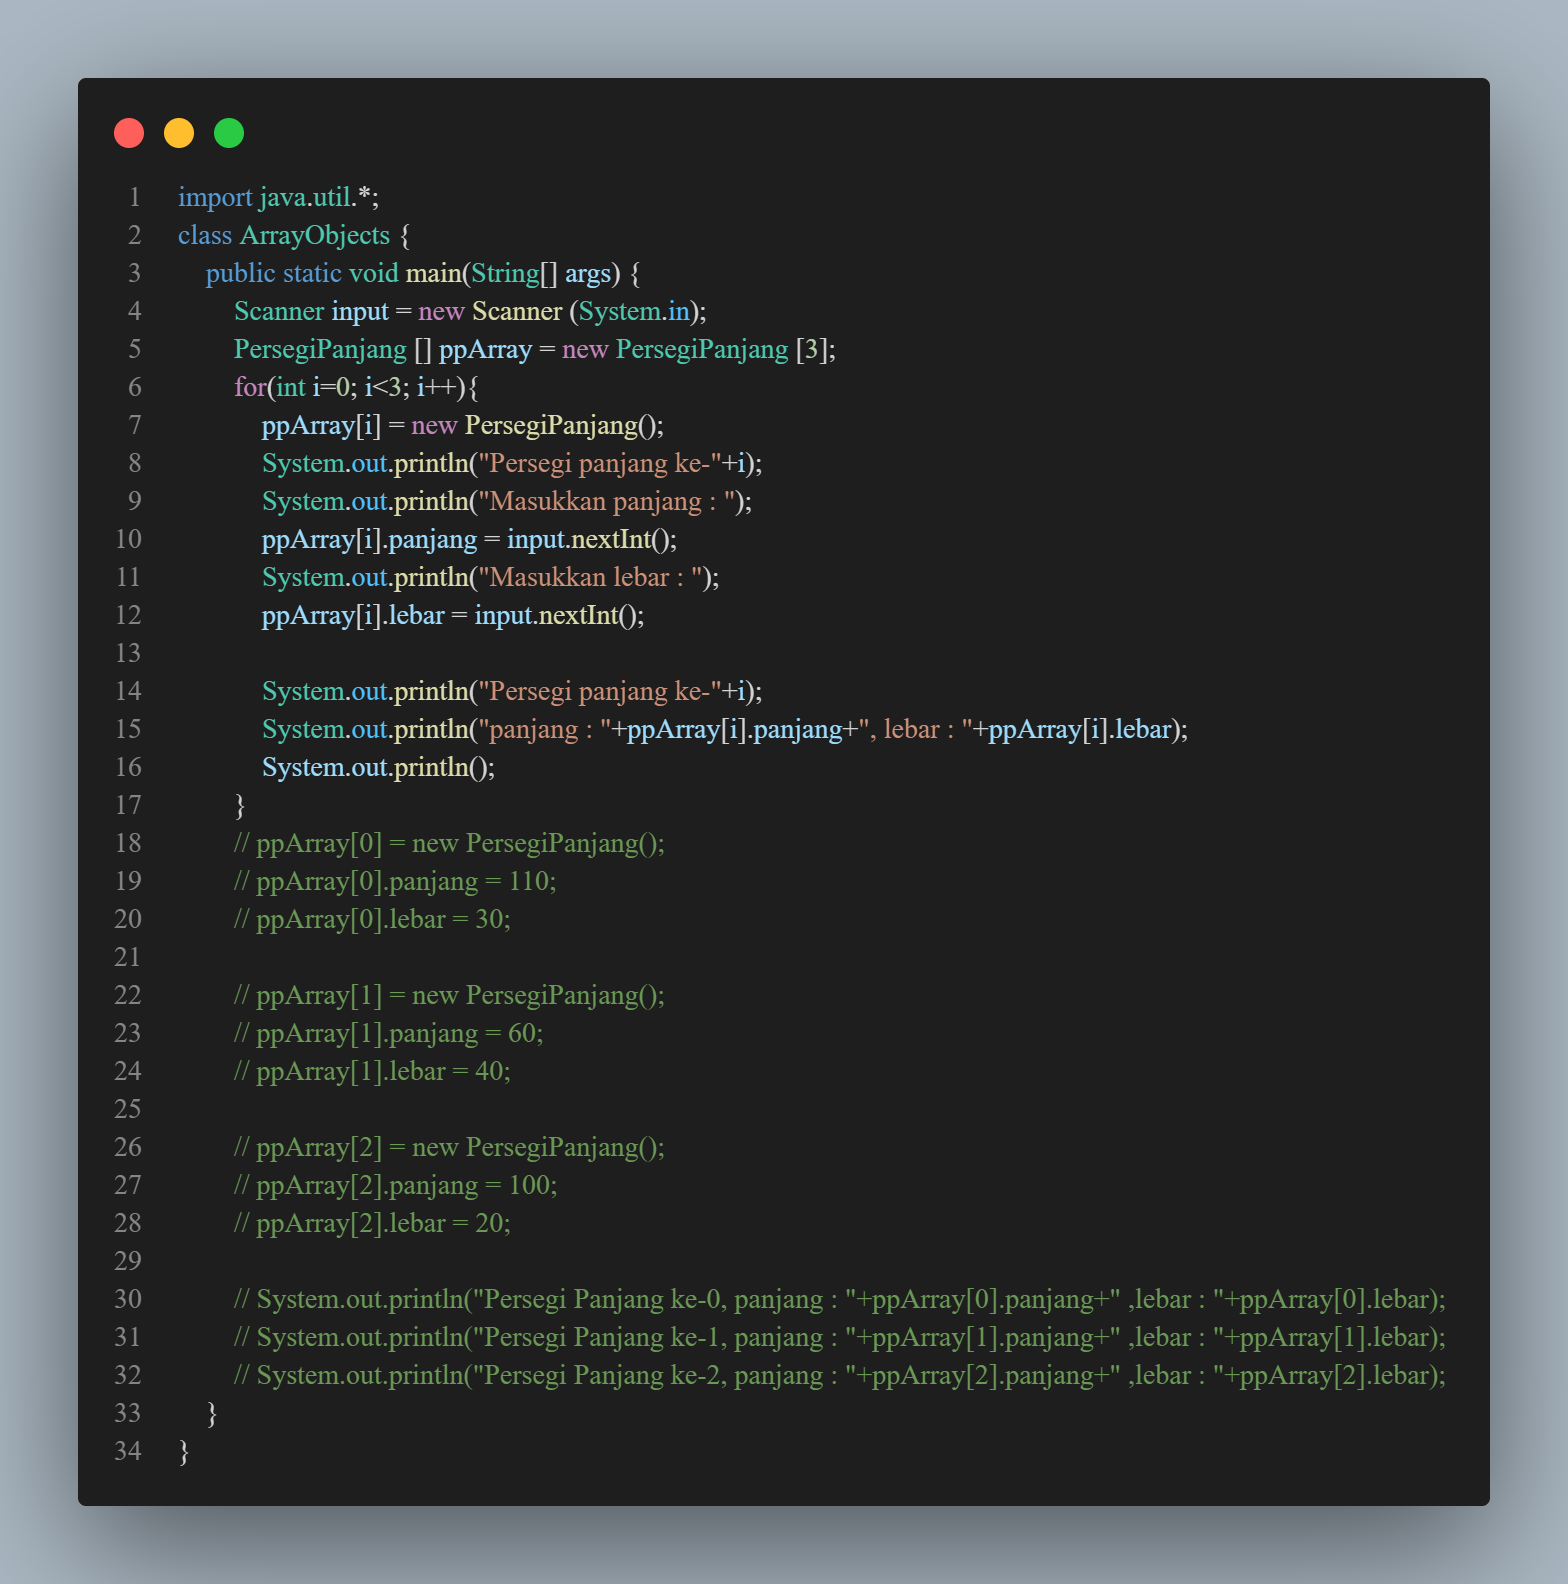 1 import java.util.*;
2 class ArrayObjects {
3 public static void main(String[] args) {
4 Scanner input = new Scanner (System.in);
5 PersegiPanjang [] ppArray = new PersegiPanjang [3];
6 for(int i=0; i<3; i++){
7 ppArray[i] = new PersegiPanjang();
8 System.out.println("Persegi panjang ke-"+i);
9 System.out.println("Masukkan panjang : ");
10 ppArray[i].panjang = input.nextInt();
11 System.out.println("Masukkan lebar : ");
12 ppArray[i].lebar = input.nextInt();
13
14 System.out.println("Persegi panjang ke-"+i);
15 System.out.println("panjang : "+ppArray[i].panjang+", lebar : "+ppArray[i].lebar);
16 System.out.println();
17 }
18 // ppArray[0] = new PersegiPanjang();
19 // ppArray[0].panjang = 110;
20 // ppArray[0].lebar = 30;
21
22 // ppArray[1] = new PersegiPanjang();
23 // ppArray[1].panjang = 60;
24 // ppArray[1].lebar = 40;
25
26 // ppArray[2] = new PersegiPanjang();
27 // ppArray[2].panjang = 100;
28 // ppArray[2].lebar = 20;
29
30 // System.out.println("Persegi Panjang ke-0, panjang : "+ppArray[0].panjang+" ,lebar : "+ppArray[0].lebar);
31 // System.out.println("Persegi Panjang ke-1, panjang : "+ppArray[1].panjang+" ,lebar : "+ppArray[1].lebar);
32 // System.out.println("Persegi Panjang ke-2, panjang : "+ppArray[2].panjang+" ,lebar : "+ppArray[2].lebar);
33 }
34 }